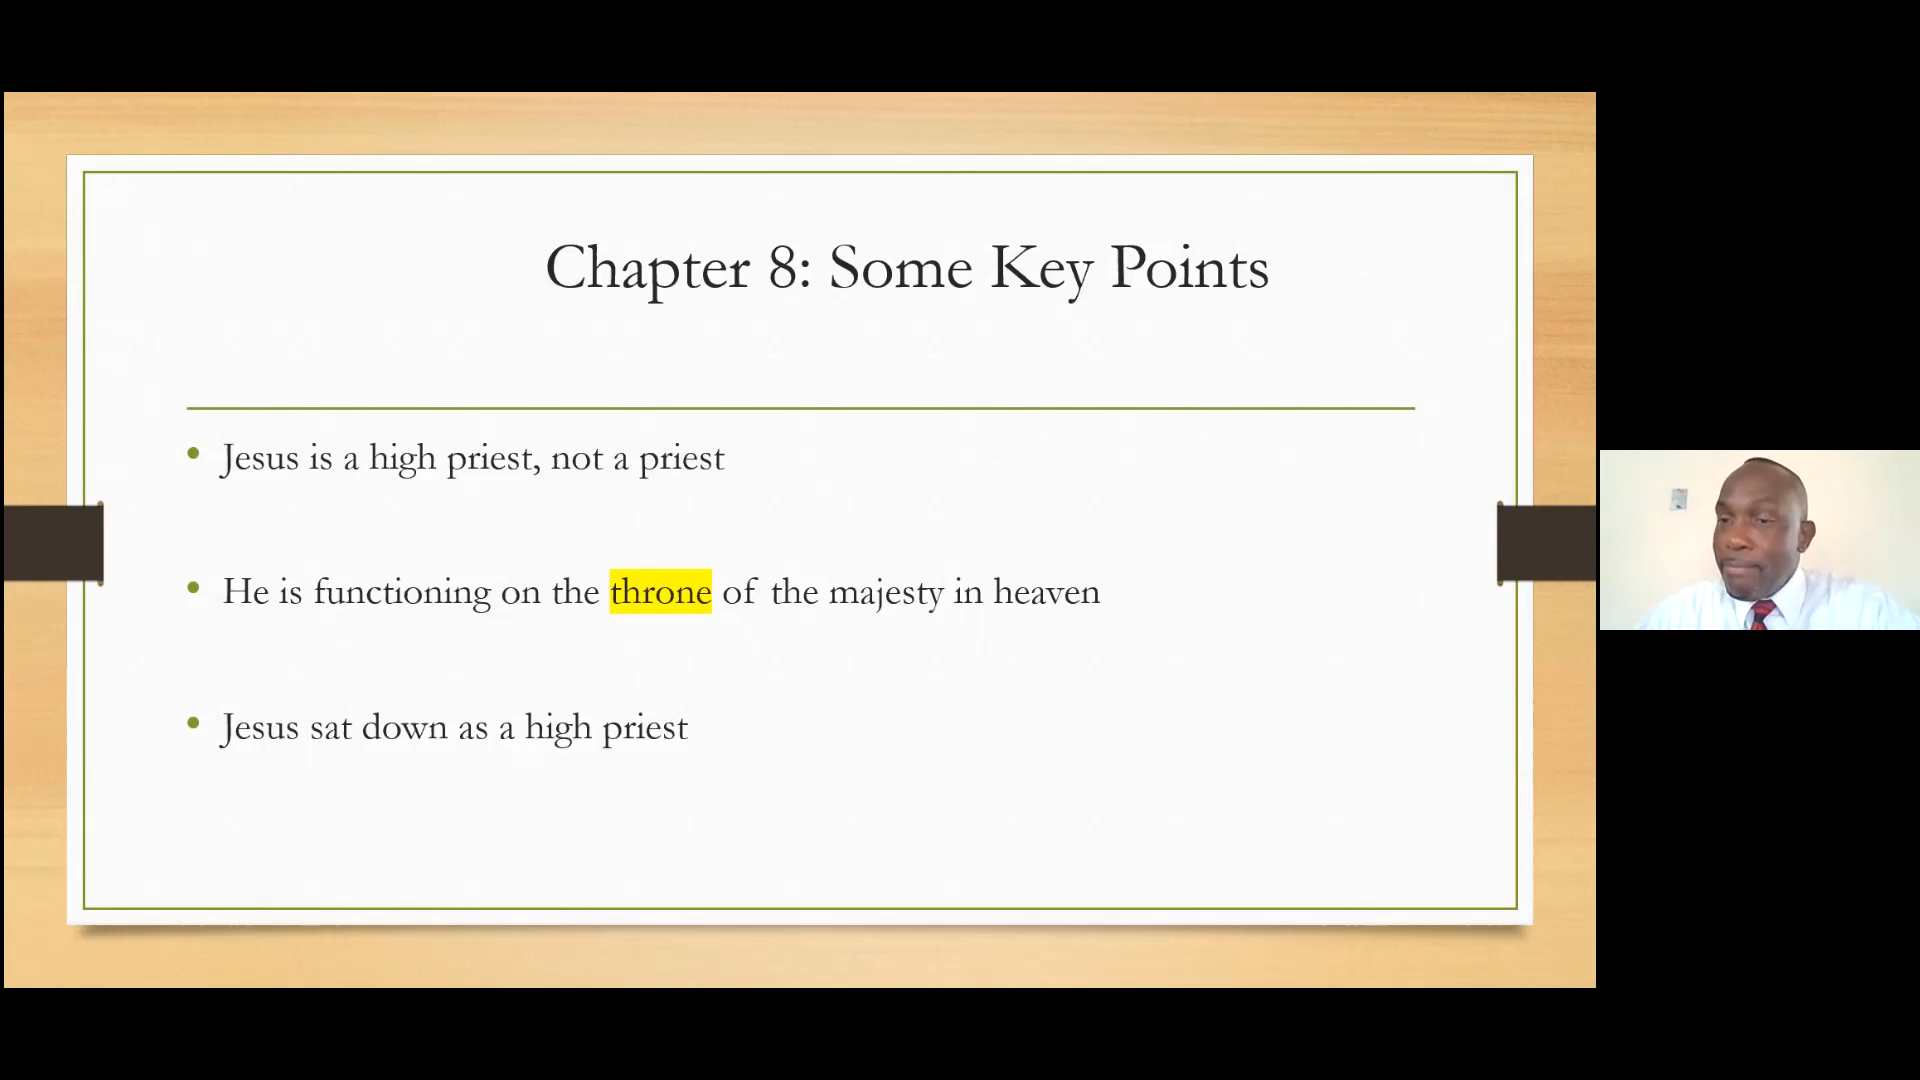 Chapter 8: Some Key Points
• Jesus is a high priest, not a priest
• He is functioning on the throne of the majesty in heaven
• Jesus sat down as a high priest